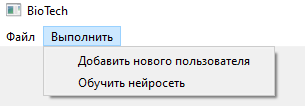 BioTech
Файл Выполнить
Добавить нового пользователя
Обучить нейросеть